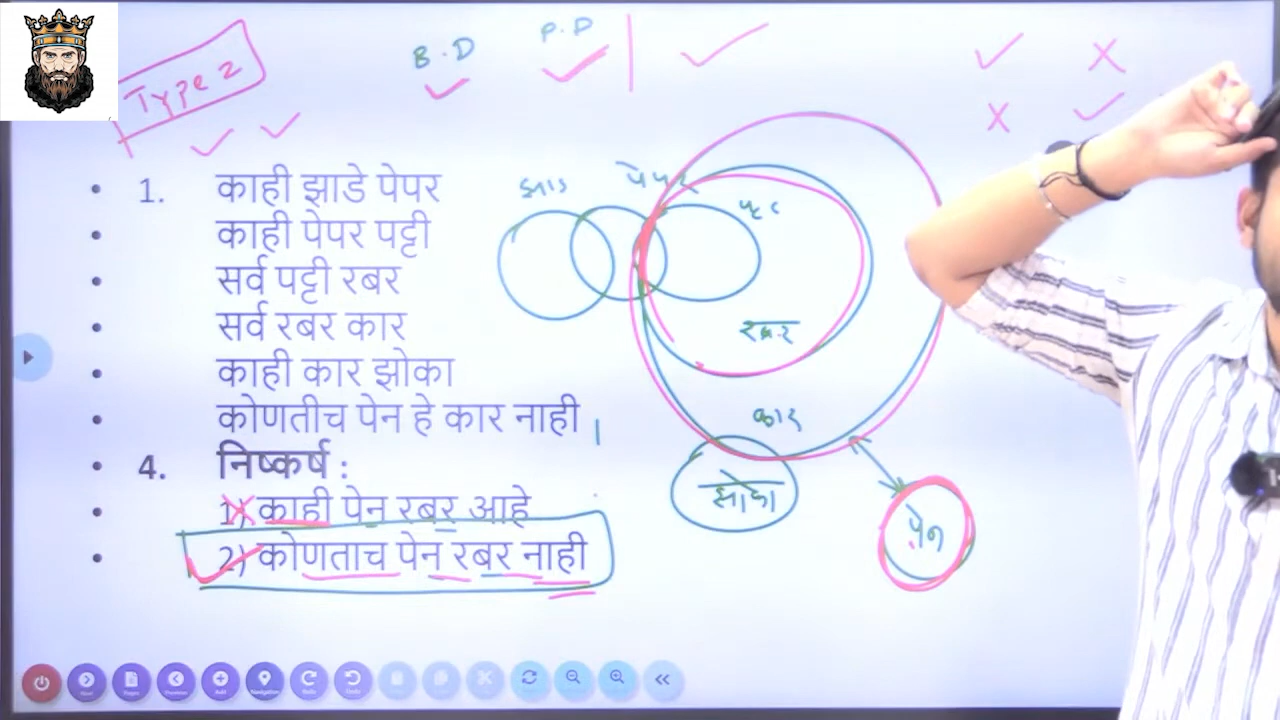 B.D P.D
Type 2
1. काही झाडे पेपर
काही पेपर पट्टी
सर्व पट्टी रबर
सर्व रबर कार
काही कार झोका
कोणतीच पेन हे कार नाही
4. निष्कर्ष :
1) काही पेन रबर आहे
2) कोणताच पेन रबर नाही
झाड पेपर
रबर
कार
झोका
पेन